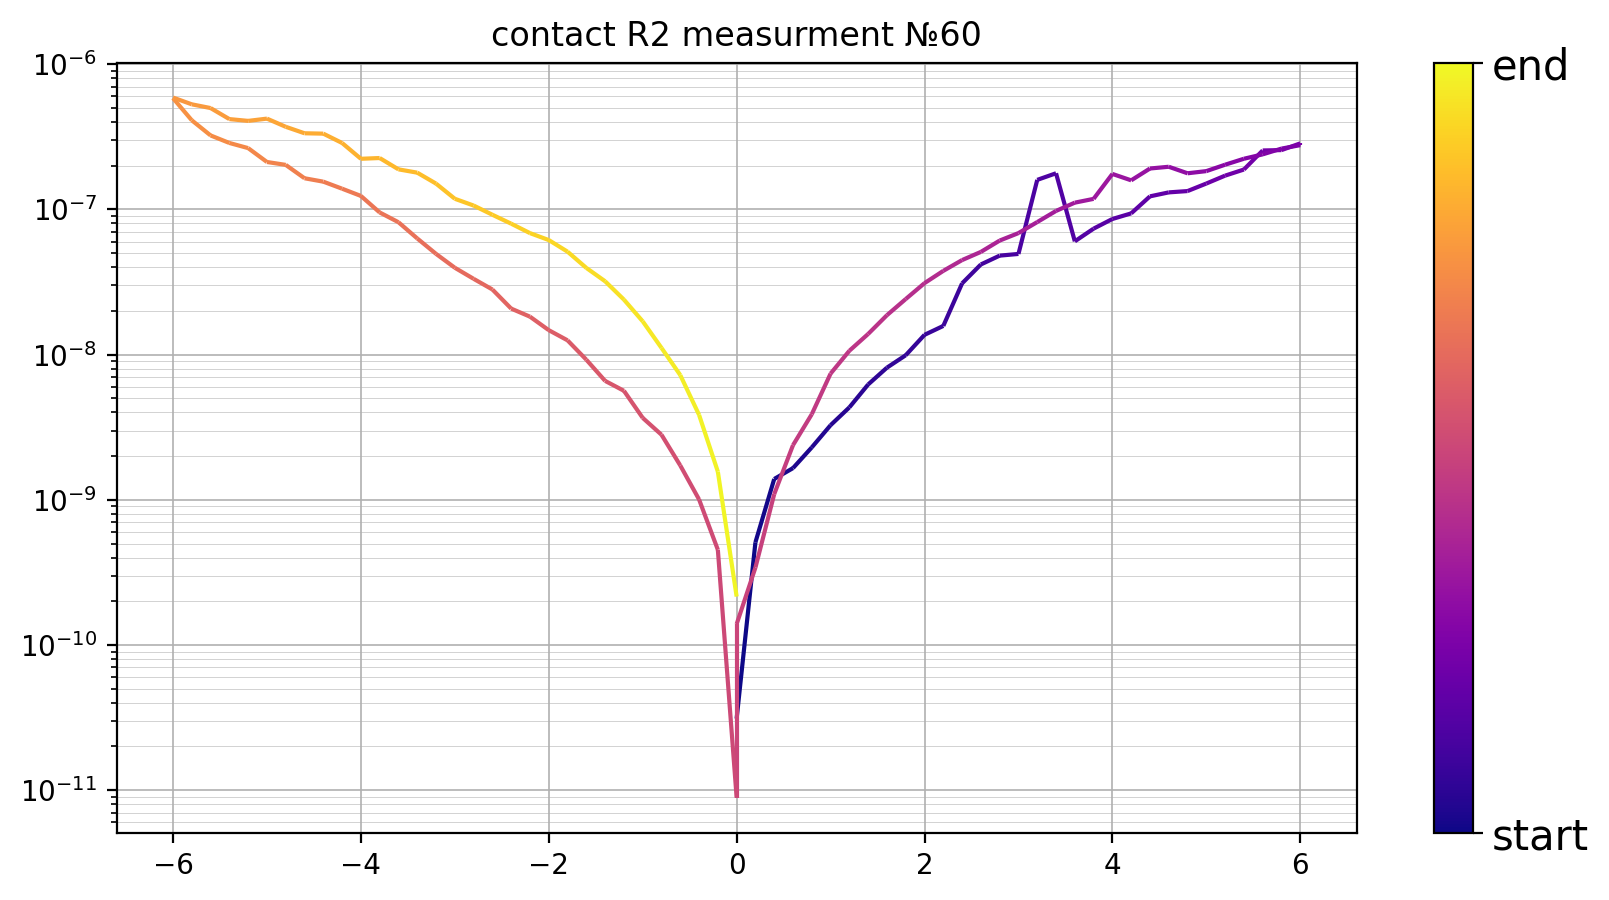 contact R2 measurment №60
10⁻⁶
10⁻⁷
10⁻⁸
10⁻⁹
10⁻¹⁰
10⁻¹¹
−6 −4 −2 0 2 4 6
end
start